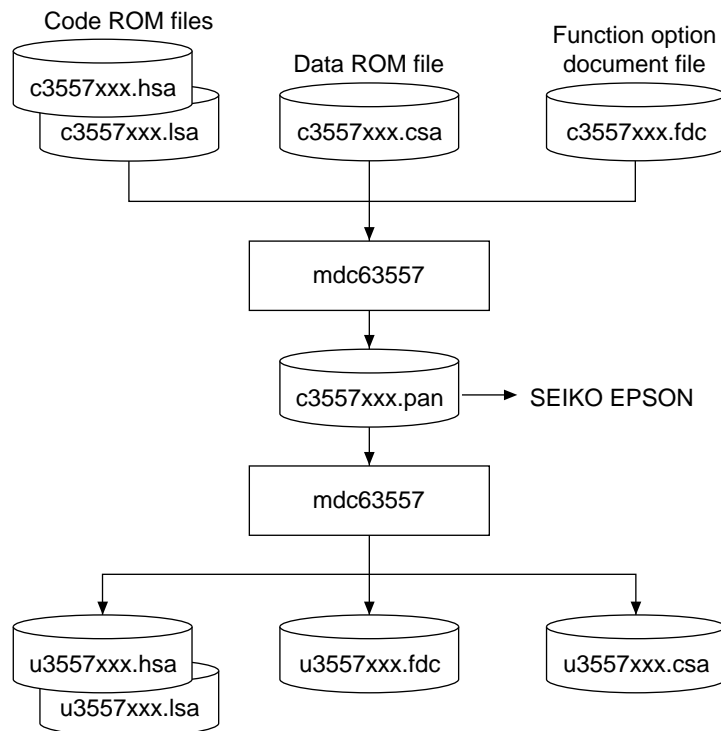 Code ROM files
c3557xxx.hsa
c3557xxx.lsa
Data ROM file
c3557xxx.csa
Function option
document file
c3557xxx.fdc
mdc63557
c3557xxx.pan
SEIKO EPSON
mdc63557
u3557xxx.hsa
u3557xxx.lsa
u3557xxx.fdc
u3557xxx.csa